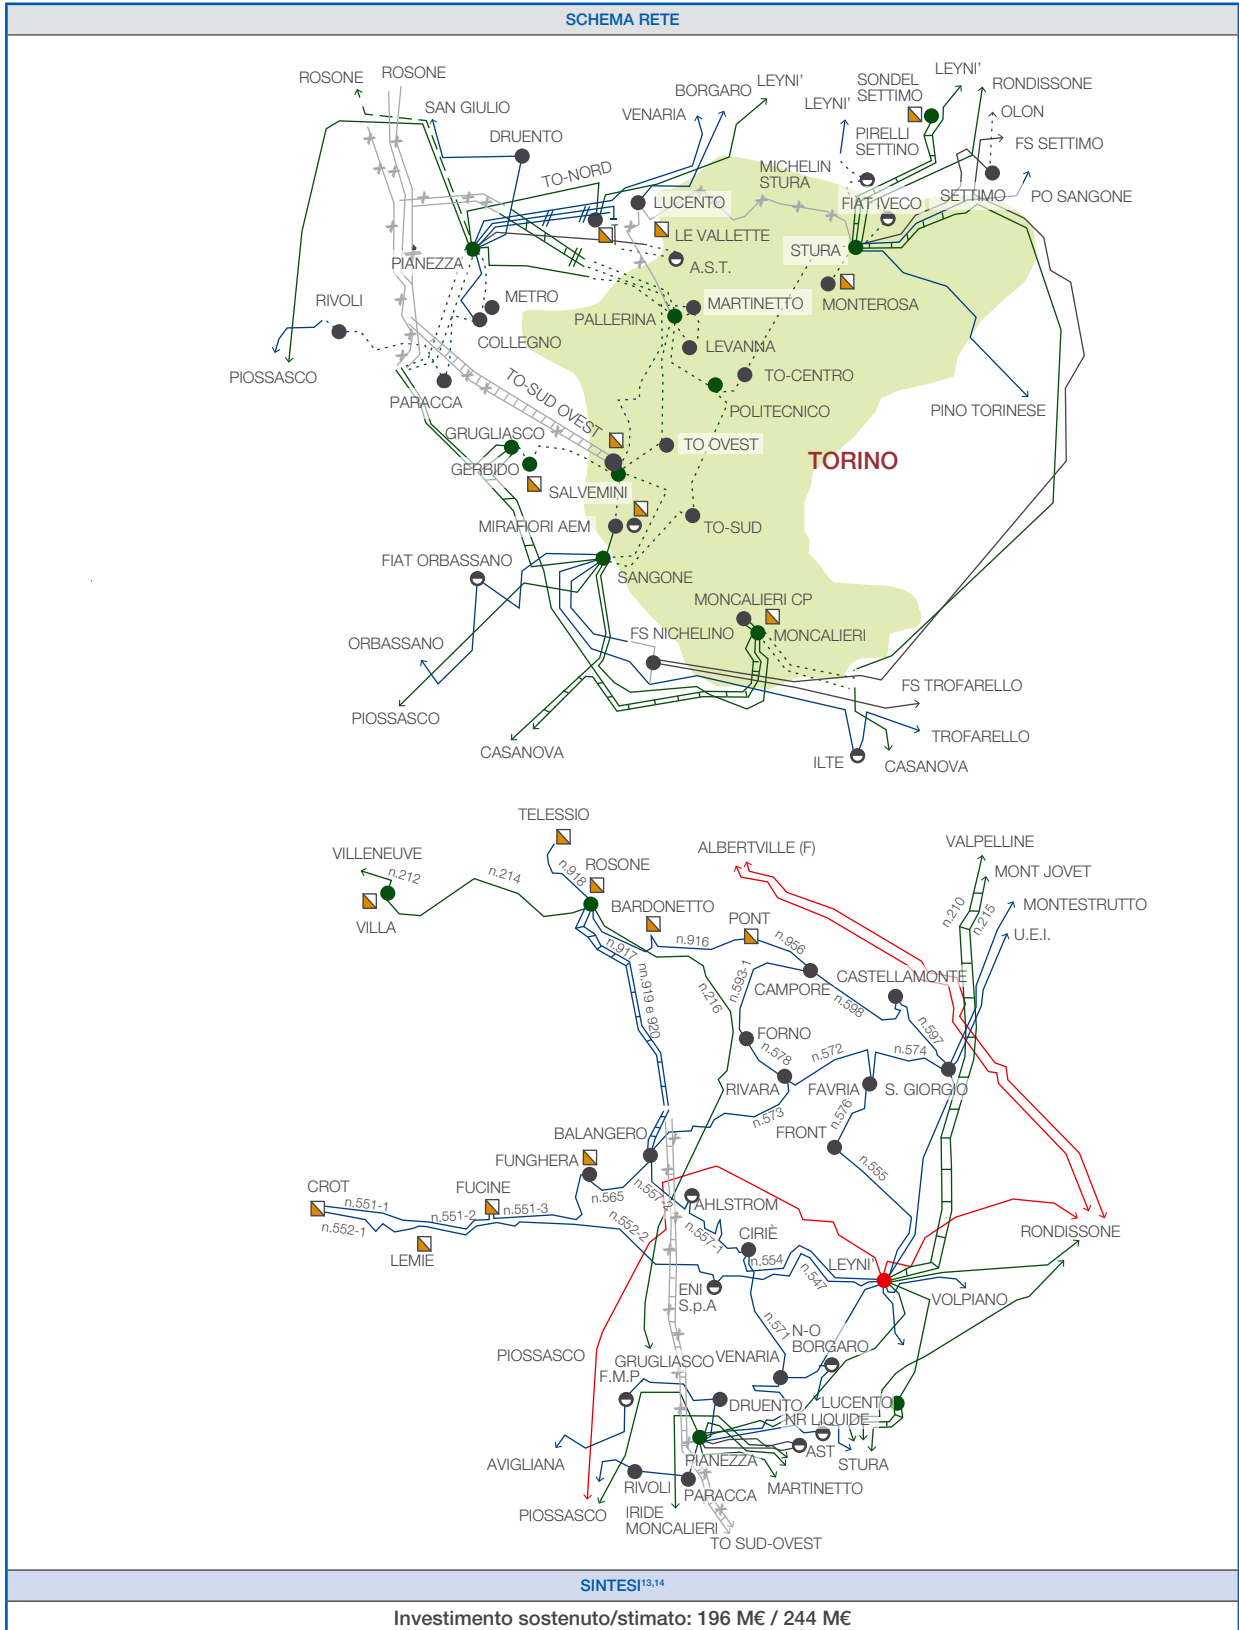 SCHEMA RETE
ROSONE
ROSONE
SAN GIULIO
DRUENTO
TO-NORD
VENARIA
BORGARO
LEYNI'
LEYNI'
SONDEL
SETTIMO
LEYNI'
RONDISSONE
OLON
FS SETTIMO
PIRELLI
SETTINO
MICHELIN
STURA
FIAT IVECO
SETTIMO
PO SANGONE
LUCENTO
LE VALLETTE
STURA
A.S.T.
PIANEZZA
RIVOLI
METRO
COLLEGNO
MARTINETTO
MONTEROSA
PALLERINA
LEVANNA
TO-CENTRO
PIOSSASCO
PARACCA
TO-SUD OVEST
POLITECNICO
PINO TORINESE
GRUGLIASCO
GERBIDO
TO OVEST
TORINO
SALVEMINI
MIRAFIORI AEM
TO-SUD
FIAT ORBASSANO
SANGONE
MONCALIERI CP
FS NICHELINO
MONCALIERI
ORBASSANO
FS TROFARELLO
PIOSSASCO
CASANOVA
TROFARELLO
ILTE
CASANOVA
TELESSIO
VILLENEUVE
n.212
n.214
n.918
ROSONE
ALBERTVILLE (F)
VALPELLINE
MONT JOVET
n.210
n.215
MONTESTRUTTO
U.E.I.
VILLA
BARDONETTO
PONT
n.917
n.916
n.956
nn.919 e 920
n.216
n.593-1
CAMPORE
CASTELLAMONTE
n.598
n.597
FORNO
n.578
n.572
n.574
RIVARA
FAVRIA
S. GIORGIO
n.573
n.576
BALANGERO
FRONT
FUNGHERA
n.555
CROT
n.551-1
FUCINE
n.565
n.557-2
AHLSTROM
n.551-2
n.551-3
n.552-1
n.552-2
n.557-1
CIRIÈ
RONDISSONE
LEMIE
n.554
LEYNI'
n.547
ENI
S.p.A
VOLPIANO
n.571
N-O
BORGARO
PIOSSASCO
GRUGLIASCO
VENARIA
F.M.P.
DRUENTO
LUCENTO
NR LIQUIDE
AST
AVIGLIANA
PIANEZZA
STURA
RIVOLI
PARACCA
MARTINETTO
PIOSSASCO
IRIDE
MONCALIERI
TO SUD-OVEST
SINTESI13,14
Investimento sostenuto/stimato: 196 M€ / 244 M€